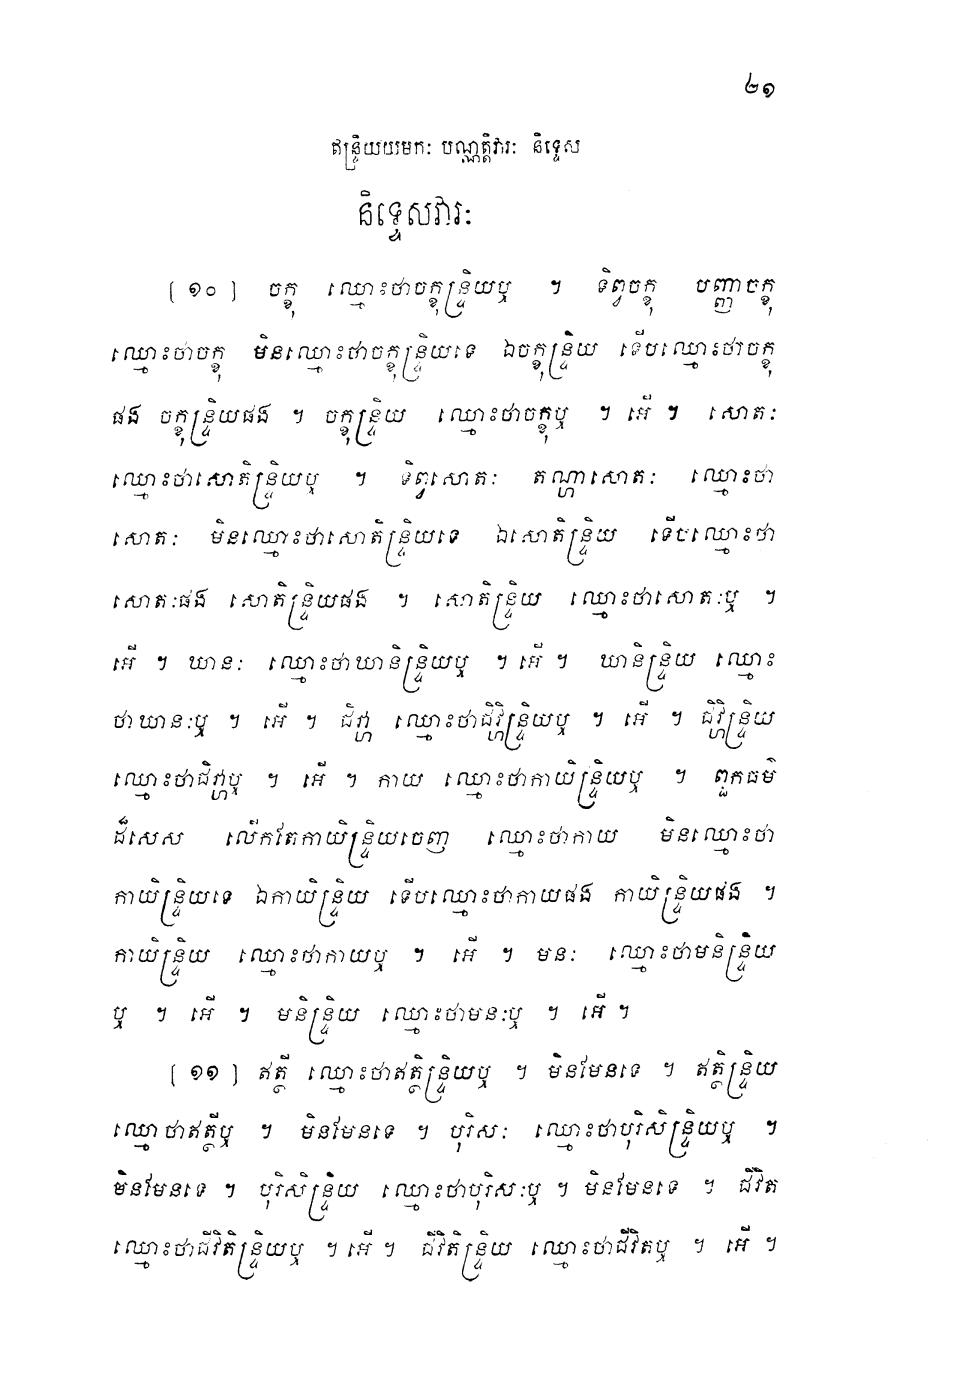 ២១
ឥន្ទ្រិយយមកៈ បណ្ណត្តិវារៈ និទ្ទេស
និទ្ទេសវារៈ
[ ១០ ] ចក្ខុ ឈ្មោះថាចក្ខុន្ទ្រិយឬ ។ ទិព្វចក្ខុ បញ្ញាចក្ខុ
ឈ្មោះថាចក្ខុ មិនឈ្មោះថាចក្ខុន្ទ្រិយទេ ឯចក្ខុន្ទ្រិយ ទើបឈ្មោះថាចក្ខុ
ផង ចក្ខុន្ទ្រិយផង ។ ចក្ខុន្ទ្រិយ ឈ្មោះថាចក្ខុឬ ។ អើ ។ សោតៈ
ឈ្មោះថាសោតិន្ទ្រិយឬ ។ ទិព្វសោតៈ តណ្ហាសោតៈ ឈ្មោះថា
សោតៈ មិនឈ្មោះថាសោតិន្ទ្រិយទេ ឯសោតិន្ទ្រិយ ទើបឈ្មោះថា
សោតៈផង សោតិន្ទ្រិយផង ។ សោតិន្ទ្រិយ ឈ្មោះថាសោតៈឬ ។
អើ ។ ឃានៈ ឈ្មោះថាឃានិន្ទ្រិយឬ ។ អើ ។ ឃានិន្ទ្រិយ ឈ្មោះ
ថាឃានៈឬ ។ អើ ។ ជិវ្ហា ឈ្មោះថាជិវ្ហិន្ទ្រិយឬ ។ អើ ។ ជិវ្ហិន្ទ្រិយ
ឈ្មោះថាជិវ្ហាឬ ។ អើ ។ កាយ ឈ្មោះថាកាយិន្ទ្រិយឬ ។ ពួកធម៌
ដ៏សេស លើកតែកាយិន្ទ្រិយចេញ ឈ្មោះថាកាយ មិនឈ្មោះថា
កាយិន្ទ្រិយទេ ឯកាយិន្ទ្រិយ ទើបឈ្មោះថាកាយផង កាយិន្ទ្រិយផង ។
កាយិន្ទ្រិយ ឈ្មោះថាកាយឬ ។ អើ ។ មនៈ ឈ្មោះថាមនិន្ទ្រិយ
ឬ ។ អើ ។ មនិន្ទ្រិយ ឈ្មោះថាមនៈឬ ។ អើ ។
[ ១១ ] ឥត្ថី ឈ្មោះថាឥត្ថិន្ទ្រិយឬ ។ មិនមែនទេ ។ ឥត្ថិន្ទ្រិយ
ឈ្មោថាឥត្ថីឬ ។ មិនមែនទេ ។ បុរិសៈ ឈ្មោះថាបុរិសិន្ទ្រិយឬ ។
មិនមែនទេ ។ បុរិសិន្ទ្រិយ ឈ្មោះថាបុរិសៈឬ ។ មិនមែនទេ ។ ជីវិត
ឈ្មោះថាជីវិតិន្ទ្រិយឬ ។ អើ ។ ជីវិតិន្ទ្រិយ ឈ្មោះថាជីវិតឬ ។ អើ ។